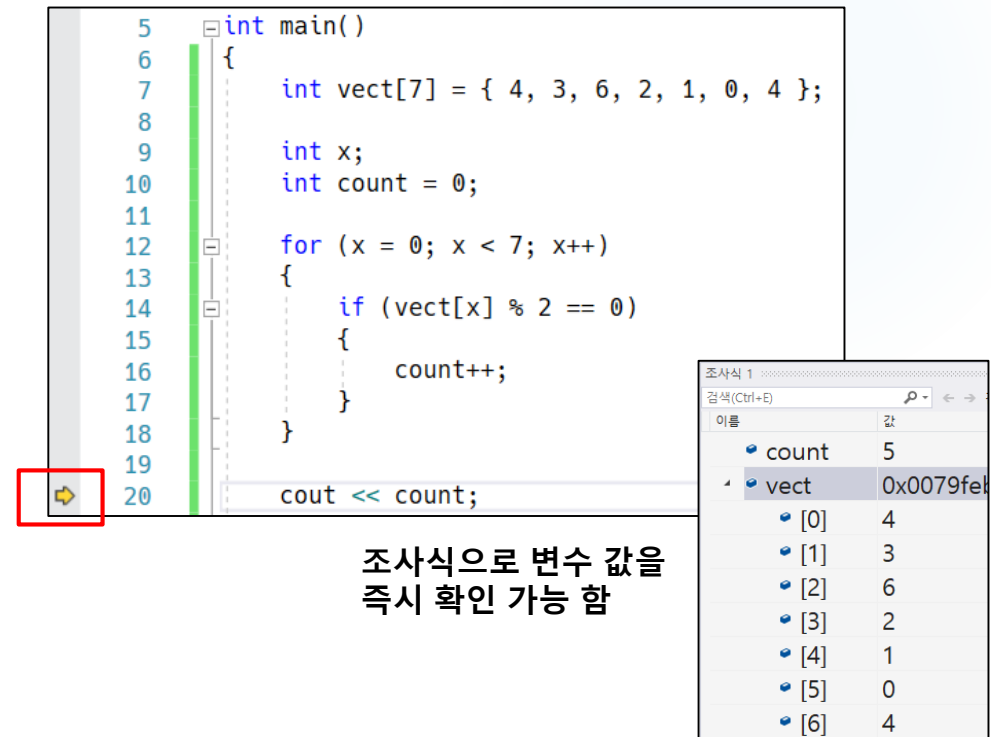 5 int main()
6 {
7 int vect[7] = { 4, 3, 6, 2, 1, 0, 4 };
8
9 int x;
10 int count = 0;
11
12 for (x = 0; x < 7; x++)
13 {
14 if (vect[x] % 2 == 0)
15 {
16 count++;
17 }
18 }
19
20 cout << count;
조사식 1
검색(Ctrl+E)
이름 값
count 5
vect 0x0079feb
[0] 4
[1] 3
[2] 6
[3] 2
[4] 1
[5] 0
[6] 4
조사식으로 변수 값을
즉시 확인 가능 함